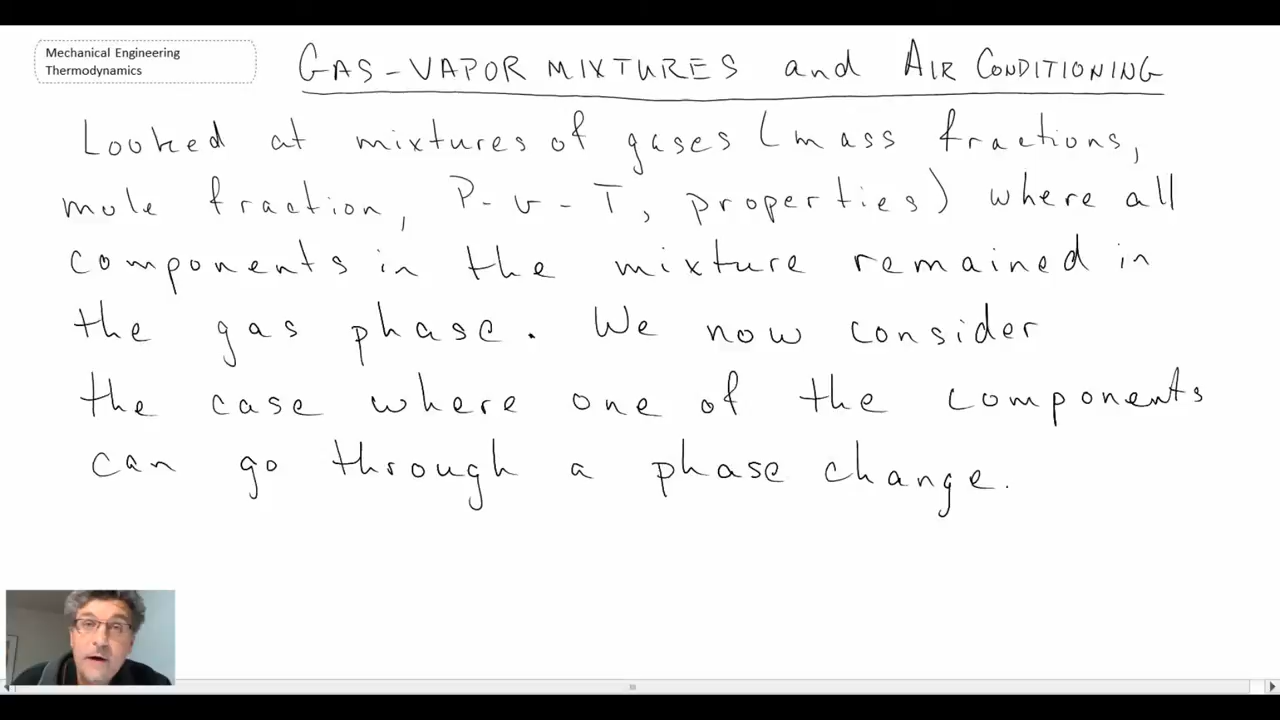 Mechanical Engineering
Thermodynamics
GAS-VAPOR MIXTURES and AIR CONDITIONING
Looked at mixtures of gases (mass fractions,
mole fraction, P-v-T, properties) where all
components in the mixture remained in
the gas phase. We now consider
the case where one of the components
can go through a phase change.